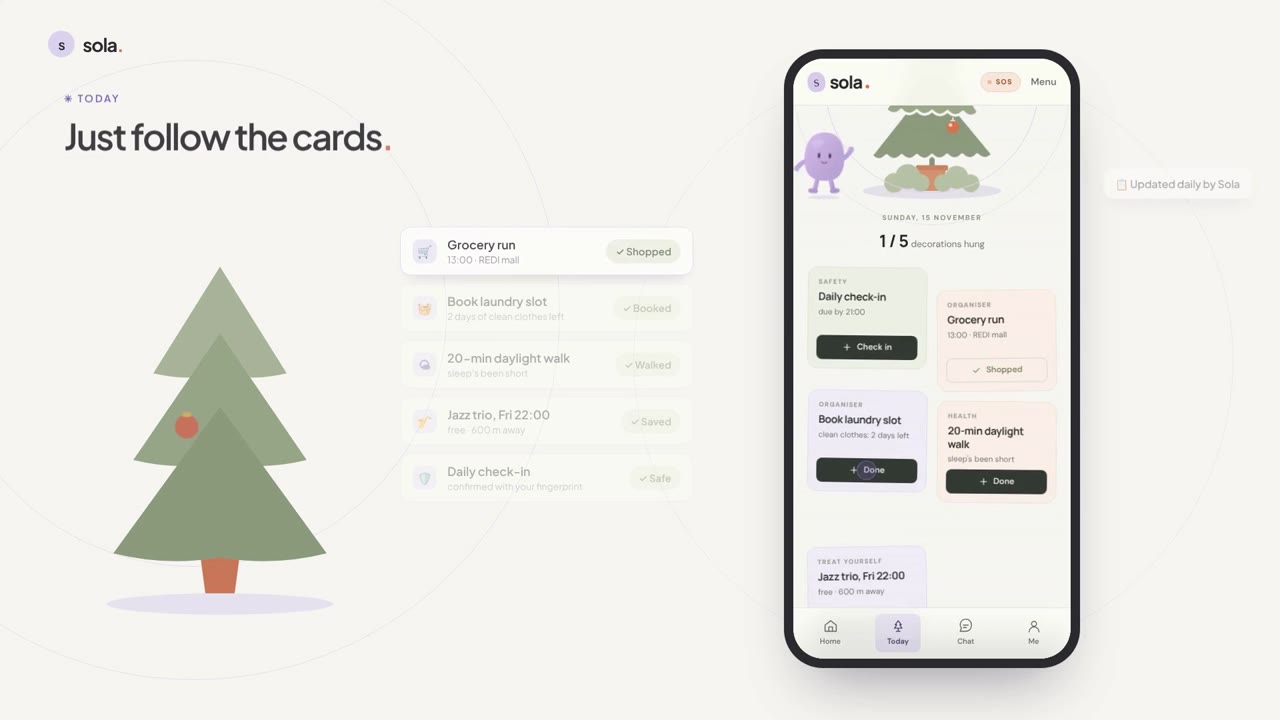 s sola.
✳ TODAY
Just follow the cards.
Grocery run
13:00 · REDI mall
✓ Shopped
Book laundry slot
2 days of clean clothes left
✓ Booked
20-min daylight walk
sleep's been short
✓ Walked
Jazz trio, Fri 22:00
free · 600 m away
✓ Saved
Daily check-in
confirmed with your fingerprint
✓ Safe
s sola.
SOS
Menu
SUNDAY, 15 NOVEMBER
1 / 5 decorations hung
SAFETY
Daily check-in
due by 21:00
+ Check in
ORGANISER
Grocery run
13:00 · REDI mall
✓ Shopped
ORGANISER
Book laundry slot
clean clothes: 2 days left
+ Done
HEALTH
20-min daylight
walk
sleep's been short
+ Done
TREAT YOURSELF
Jazz trio, Fri 22:00
free · 600 m away
Home
Today
Chat
Me
📋 Updated daily by Sola